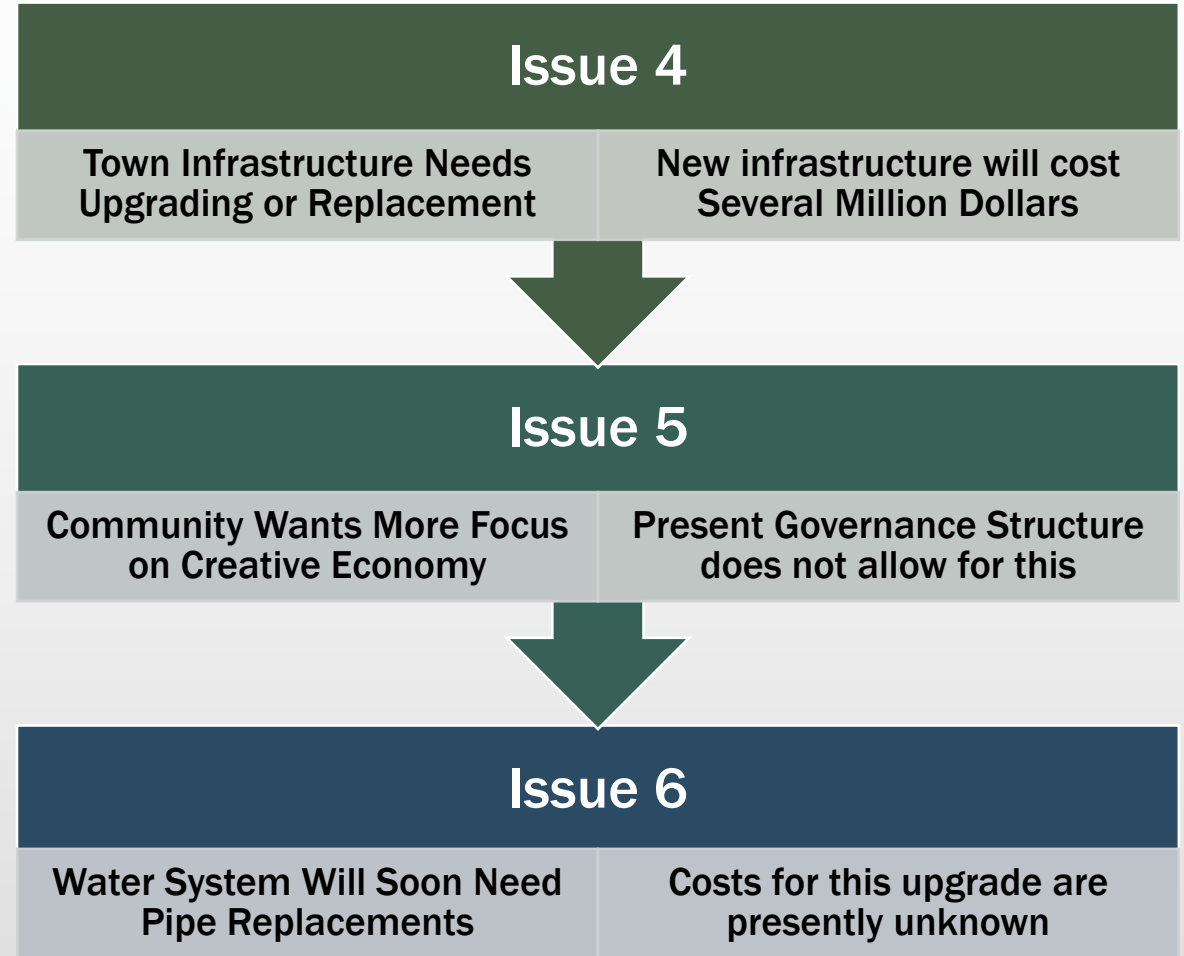 Issue 4
Town Infrastructure Needs
Upgrading or Replacement
New infrastructure will cost
Several Million Dollars
Issue 5
Community Wants More Focus
on Creative Economy
Present Governance Structure
does not allow for this
Issue 6
Water System Will Soon Need
Pipe Replacements
Costs for this upgrade are
presently unknown